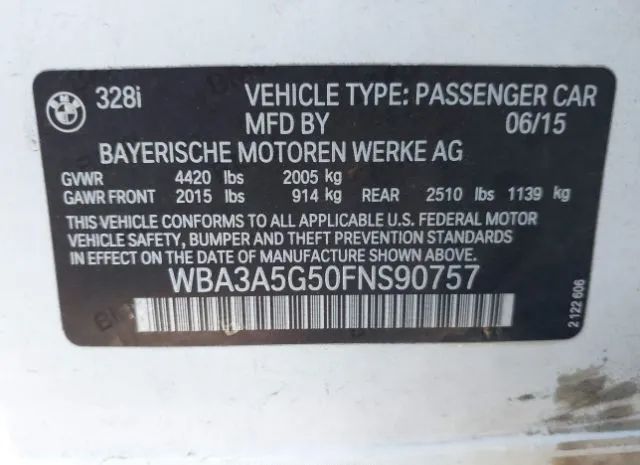 BMW 328i VEHICLE TYPE: PASSENGER CAR
MFD BY 06/15
BAYERISCHE MOTOREN WERKE AG
GVWR 4420 lbs 2005 kg
GAWR FRONT 2015 lbs 914 kg REAR 2510 lbs 1139 kg
THIS VEHICLE CONFORMS TO ALL APPLICABLE U.S. FEDERAL MOTOR
VEHICLE SAFETY, BUMPER AND THEFT PREVENTION STANDARDS
IN EFFECT ON THE DATE OF MANUFACTURE SHOWN ABOVE.
WBA3A5G50FNS90757
2 122 606